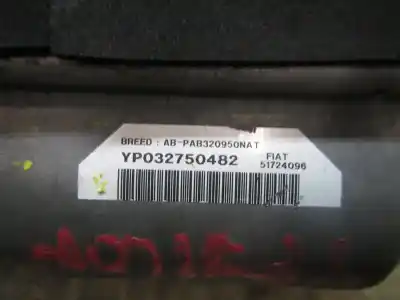 BREED : AB-PAB320950NAT
YP032750482
FIAT
51724096